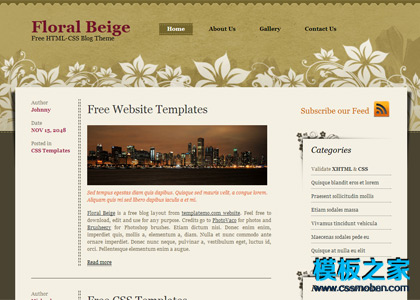 Floral Beige
Free HTML-CSS Blog Theme
Home
About Us
Gallery
Contact Us
Author
Johnny
Date
NOV 15, 2048
Posted in
CSS Templates
Free Website Templates
Sed tempus egestas diam quis dapibus. Quisque sed mauris velit, a congue lorem.
Aliquam quis mi sed libero dapibus iaculis a et mi.
Floral Beige is a free blog layout from templatemo.com website. Feel free to
download, edit and use for any purpose. Credits go to PhotoVaco for photos and
Brusheezy for Photoshop brushes. Etiam dictum nisi. Donec enim enim,
imperdiet quis, mollis a, elementum a, diam. Nulla et nunc commodo ante
ornare imperdiet. Donec nunc neque, pulvinar a, vestibulum eget, luctus id,
orci. Pellentesque elementum enim a augue.
Read more
Subscribe to our Feed
Categories
Validate XHTML & CSS
Quisque blandit eros et lorem
Praesent sollicitudin mollis
Etiam sodales massa
Vivamus tincidunt vehicula
Maecenas sodales pede eu
Quisque at nulla eu elit
Author
Free CSS Templates
模板之家
www.cssmoban.com